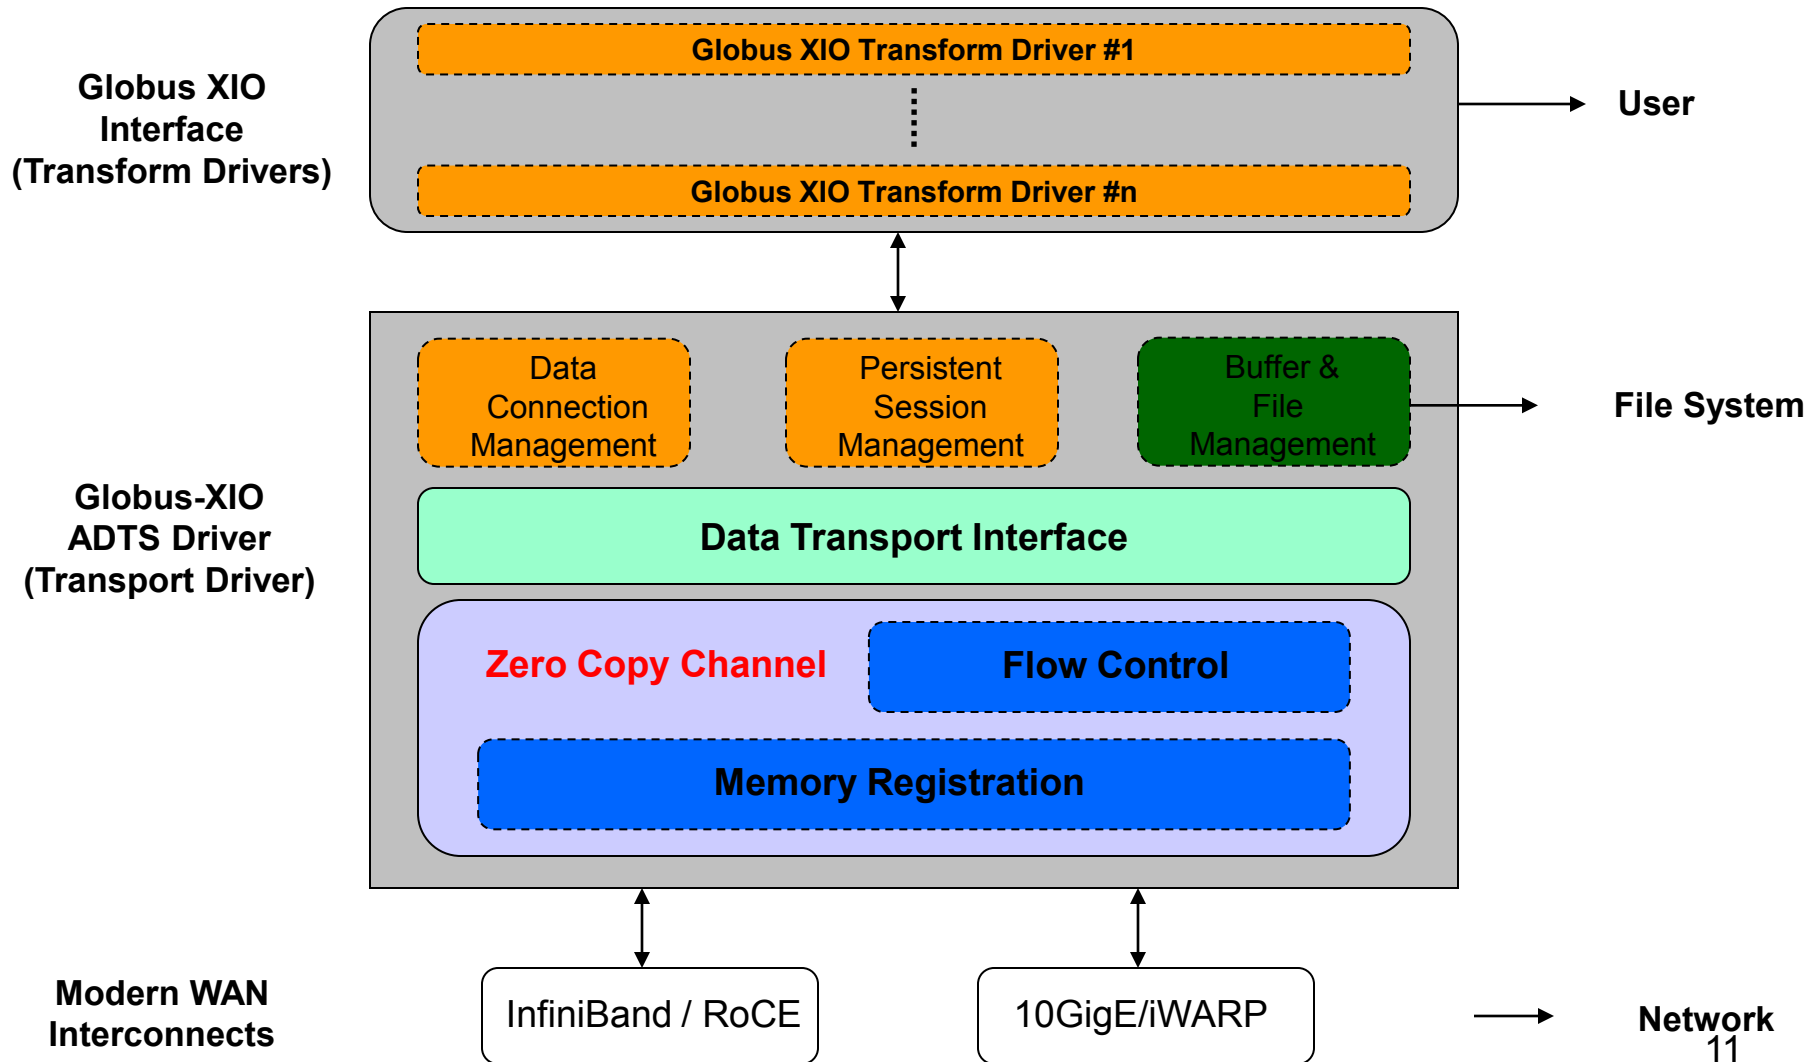 Globus XIO Transform Driver #1
Globus XIO
Interface
(Transform Drivers)
User
Globus XIO Transform Driver #n
Data
Connection
Management
Persistent
Session
Management
Buffer &
File
Management
File System
Globus-XIO
ADTS Driver
(Transport Driver)
Data Transport Interface
Zero Copy Channel
Flow Control
Memory Registration
Modern WAN
Interconnects
InfiniBand / RoCE
10GigE/iWARP
Network
11